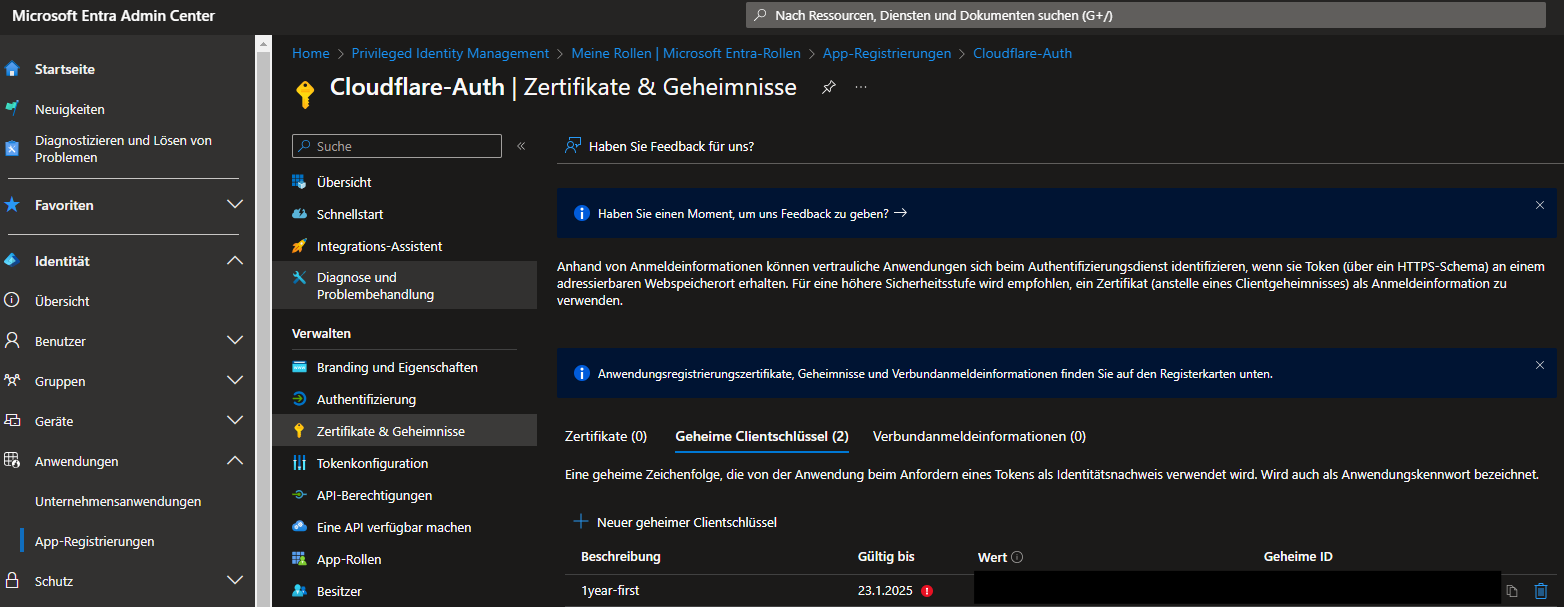 Microsoft Entra Admin Center
Nach Ressourcen, Diensten und Dokumenten suchen (G+/)
Startseite
Neuigkeiten
Diagnostizieren und Lösen von
Problemen
Favoriten
Identität
Übersicht
Benutzer
Gruppen
Geräte
Anwendungen
Unternehmensanwendungen
App-Registrierungen
Schutz
Home > Privileged Identity Management > Meine Rollen | Microsoft Entra-Rollen > App-Registrierungen > Cloudflare-Auth
Cloudflare-Auth | Zertifikate & Geheimnisse
Suche
Übersicht
Schnellstart
Integrations-Assistent
Diagnose und
Problembehandlung
Verwalten
Branding und Eigenschaften
Authentifizierung
Zertifikate & Geheimnisse
Tokenkonfiguration
API-Berechtigungen
Eine API verfügbar machen
App-Rollen
Besitzer
Haben Sie Feedback für uns?
Haben Sie einen Moment, um uns Feedback zu geben? →
Anhand von Anmeldeinformationen können vertrauliche Anwendungen sich beim Authentifizierungsdienst identifizieren, wenn sie Token (über ein HTTPS-Schema) an einem
adressierbaren Webspeicherort erhalten. Für eine höhere Sicherheitsstufe wird empfohlen, ein Zertifikat (anstelle eines Clientgeheimnisses) als Anmeldeinformation zu
verwenden.
Anwendungsregistrierungszertifikate, Geheimnisse und Verbundanmeldeinformationen finden Sie auf den Registerkarten unten.
Zertifikate (0) Geheime Clientschlüssel (2) Verbundanmeldeinformationen (0)
Eine geheime Zeichenfolge, die von der Anwendung beim Anfordern eines Tokens als Identitätsnachweis verwendet wird. Wird auch als Anwendungskennwort bezeichnet.
Neuer geheimer Clientschlüssel
Beschreibung Gültig bis Wert Geheime ID
1year-first 23.1.2025